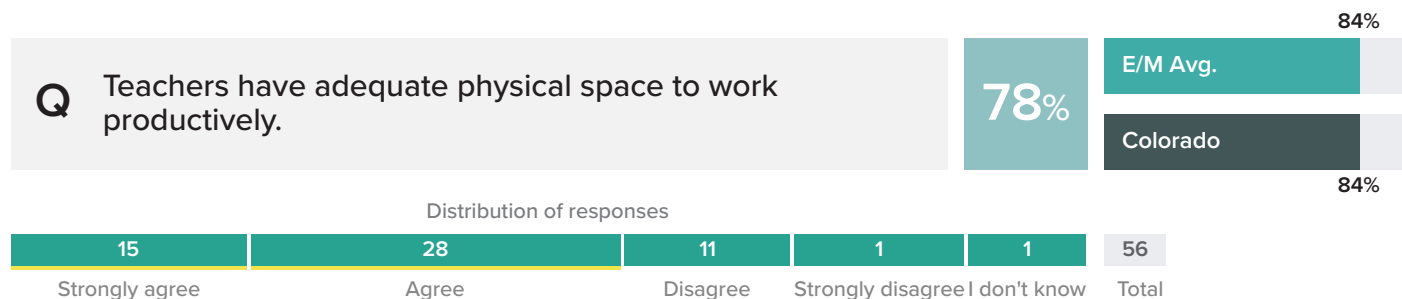 84%
Q
Teachers have adequate physical space to work
productively.
78%
E/M Avg.
Colorado
84%
Distribution of responses
15 28 11 1 1 56
Strongly agree Agree Disagree Strongly disagree I don't know Total